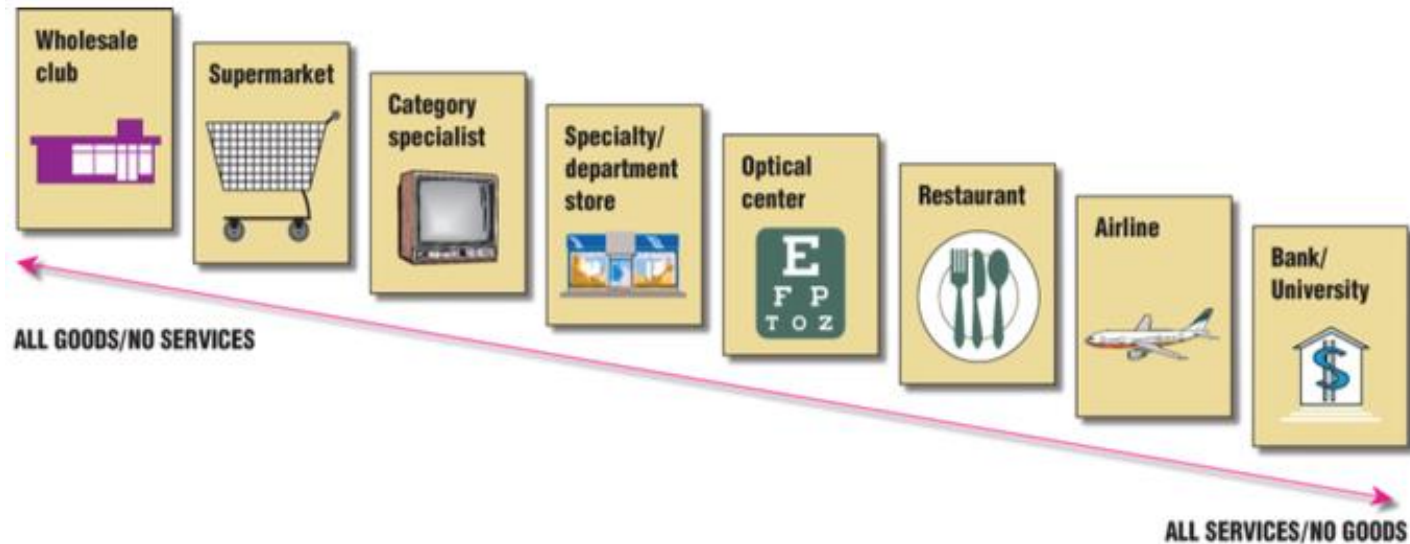 Wholesale
club
Supermarket
Category
specialist
Specialty/
department
store
Optical
center
E
F P
T O Z
Restaurant
Airline
Bank/
University
$
ALL GOODS/NO SERVICES
ALL SERVICES/NO GOODS